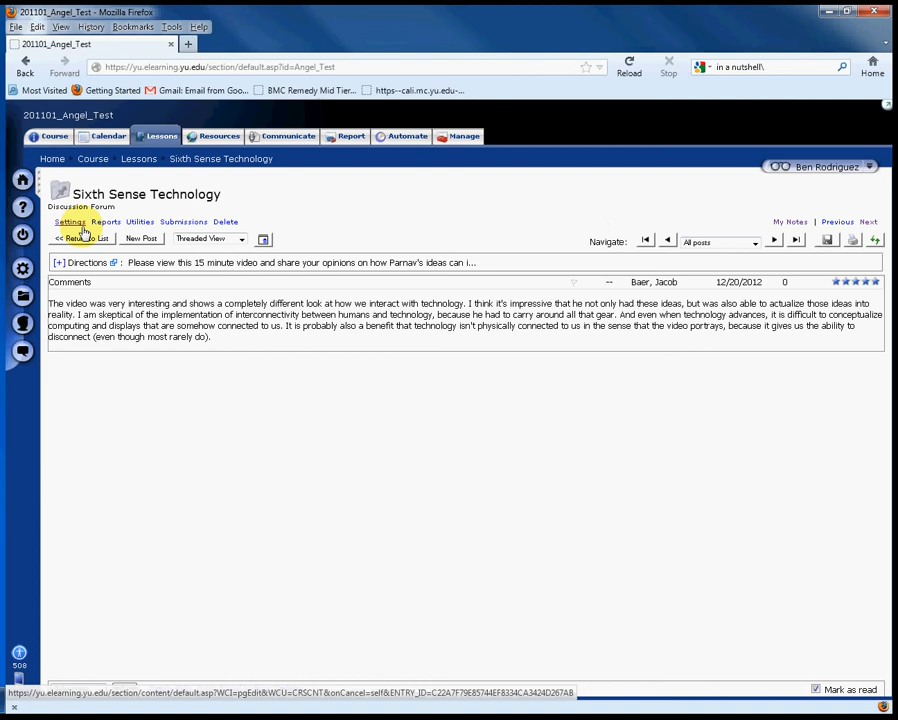 201101_Angel_Test - Mozilla Firefox
File Edit View History Bookmarks Tools Help
201101_Angel_Test
Back Forward https://yu.elearning.yu.edu/section/default.asp?id=Angel_Test Reload Stop in a nutshell\ Home
Most Visited Getting Started Gmail: Email from Goo... BMC Remedy Mid Tier... https--cali.mc.yu.edu-...
201101_Angel_Test
Course Calendar Lessons Resources Communicate Report Automate Manage
Home · Course · Lessons · Sixth Sense Technology Ben Rodriguez
Sixth Sense Technology
Discussion Forum
Settings Reports Utilities Submissions Delete My Notes | Previous Next
<< Return to List New Post Threaded View Navigate: All posts
[+] Directions : Please view this 15 minute video and share your opinions on how Parnav's ideas can i...
Comments -- Baer, Jacob 12/20/2012 0
The video was very interesting and shows a completely different look at how we interact with technology. I think it's impressive that he not only had these ideas, but was also able to actualize those ideas into
reality. I am skeptical of the implementation of interconnectivity between humans and technology, because he had to carry around all that gear. And even when technology advances, it is difficult to conceptualize
computing and displays that are somehow connected to us. It is probably also a benefit that technology isn't physically connected to us in the sense that the video portrays, because it gives us the ability to
disconnect (even though most rarely do).
508
https://yu.elearning.yu.edu/section/content/default.asp?WCI=pgEdit&WCU=CRSCNT&onCancel=self&ENTRY_ID=C22A7F79E85744EF8334CA3424D267AB
Mark as read